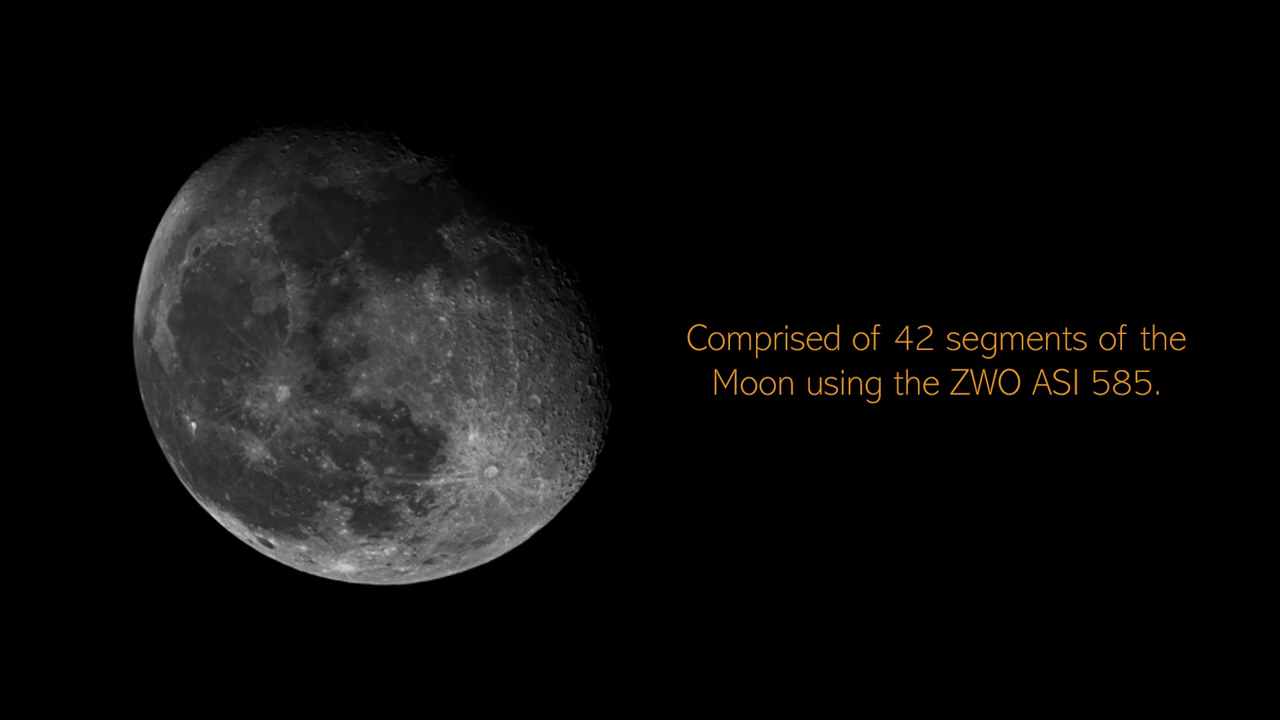 Comprised of 42 segments of the
Moon using the ZWO ASI 585.